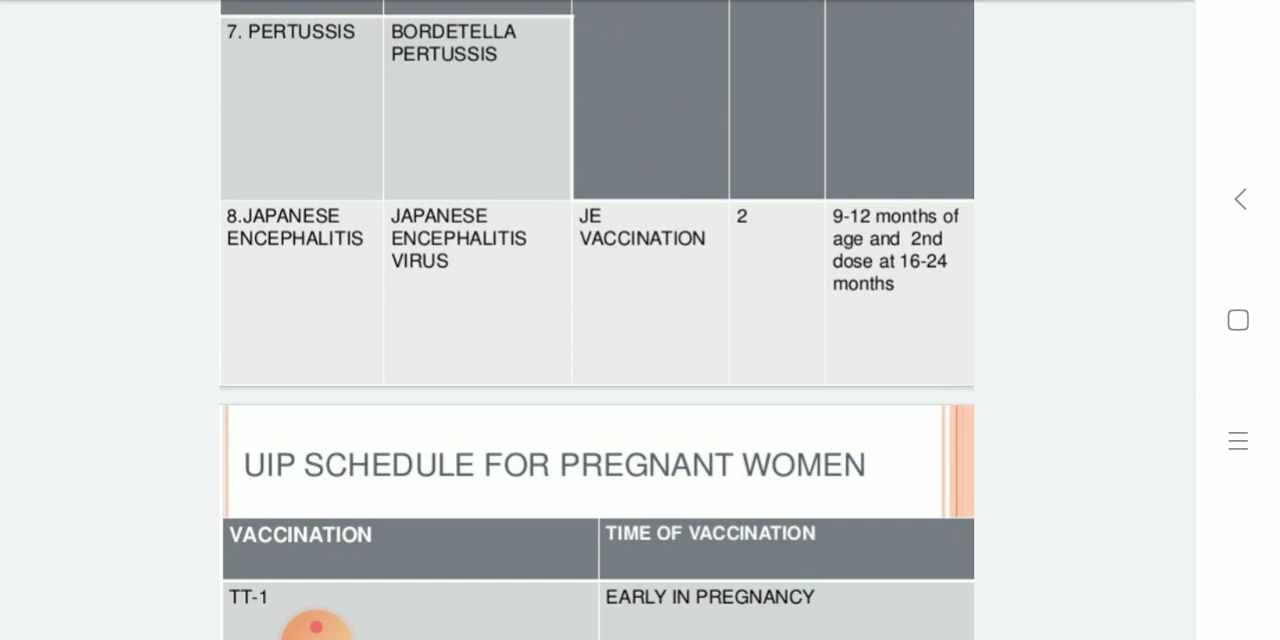 7. PERTUSSIS
BORDETELLA
PERTUSSIS
8.JAPANESE
ENCEPHALITIS
JAPANESE
ENCEPHALITIS
VIRUS
JE
VACCINATION
2
9-12 months of
age and 2nd
dose at 16-24
months
UIP SCHEDULE FOR PREGNANT WOMEN
VACCINATION
TIME OF VACCINATION
TT-1
EARLY IN PREGNANCY